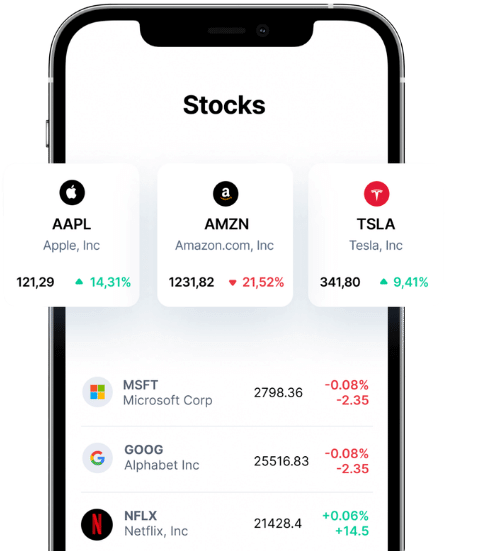 Stocks
AAPL
Apple, Inc
121,29 ▲ 14,31%
AMZN
Amazon.com, Inc
1231,82 ▼ 21,52%
TSLA
Tesla, Inc
341,80 ▲ 9,41%
MSFT
Microsoft Corp
2798.36
-0.08%
-2.35
GOOG
Alphabet Inc
25516.83
-0.08%
-2.35
NFLX
Netflix, Inc
21428.4
+0.06%
+14.5